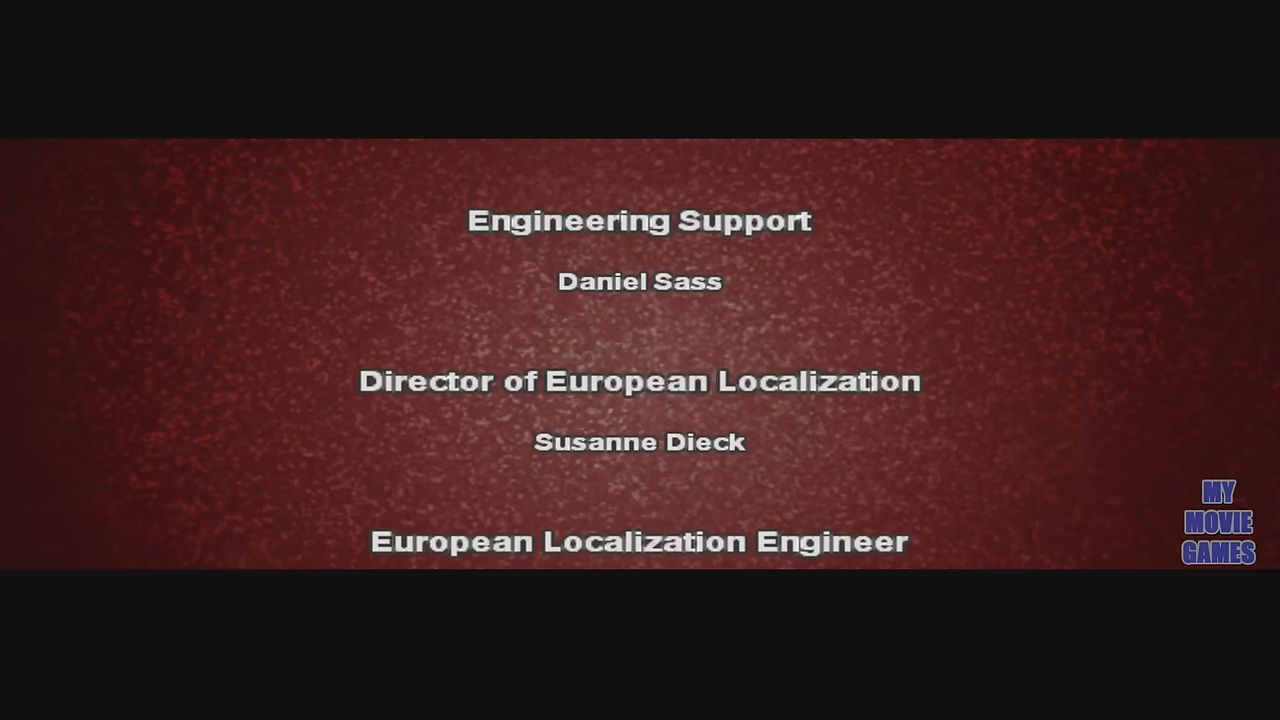 Engineering Support
Daniel Sass
Director of European Localization
Susanne Dieck
European Localization Engineer
MY
MOVIE
GAMES